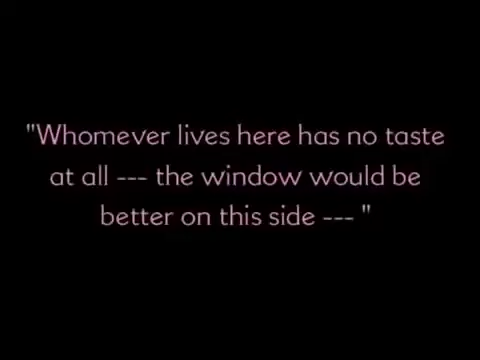 "Whomever lives here has no taste
at all --- the window would be
better on this side --- "